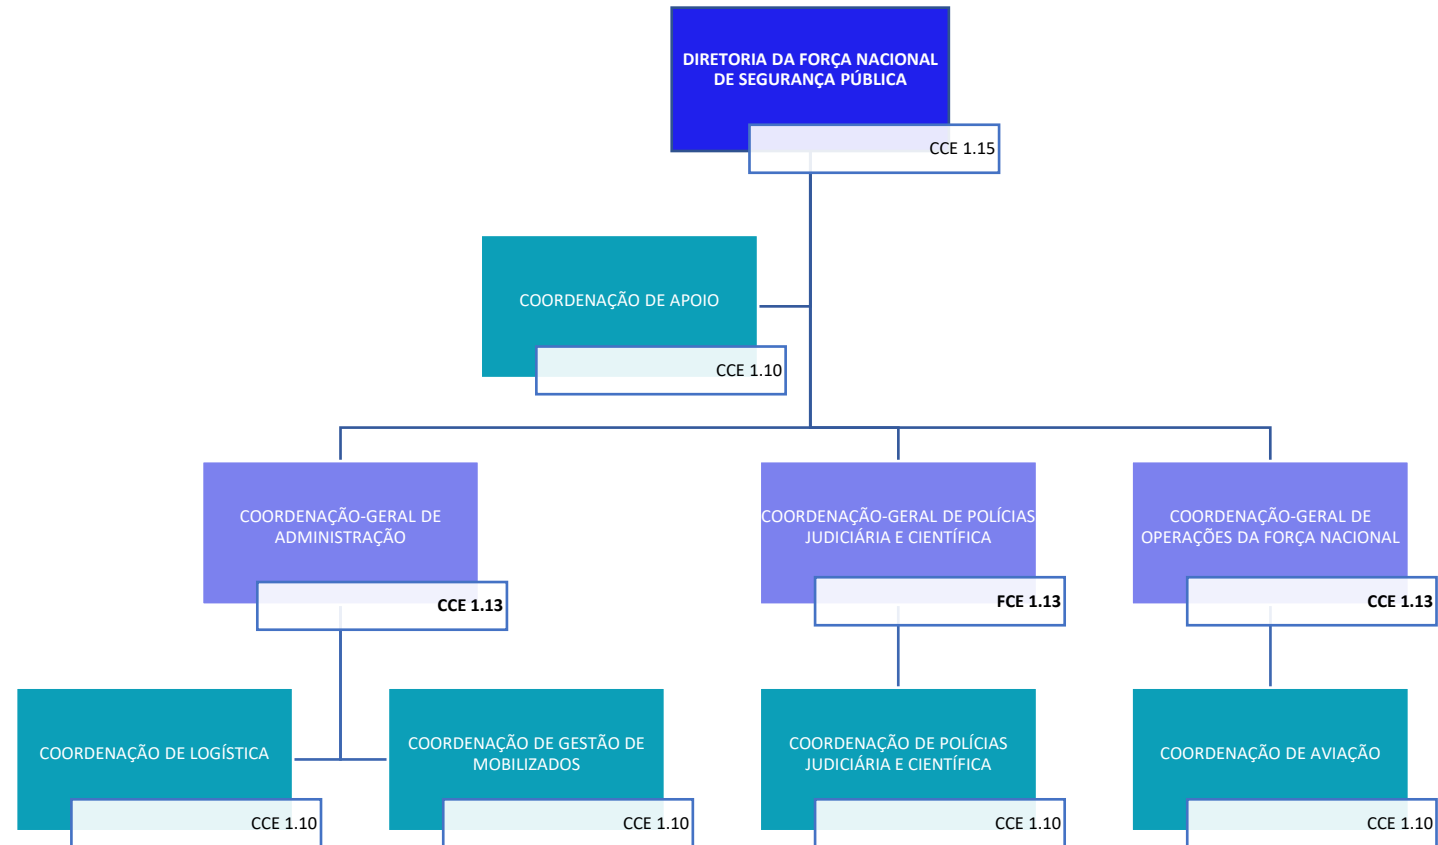 DIRETORIA DA FORÇA NACIONAL
DE SEGURANÇA PÚBLICA
CCE 1.15
COORDENAÇÃO DE APOIO
CCE 1.10
COORDENAÇÃO-GERAL DE
ADMINISTRAÇÃO
CCE 1.13
COORDENAÇÃO-GERAL DE POLÍCIAS
JUDICIÁRIA E CIENTÍFICA
FCE 1.13
COORDENAÇÃO-GERAL DE
OPERAÇÕES DA FORÇA NACIONAL
CCE 1.13
COORDENAÇÃO DE LOGÍSTICA
CCE 1.10
COORDENAÇÃO DE GESTÃO DE
MOBILIZADOS
CCE 1.10
COORDENAÇÃO DE POLÍCIAS
JUDICIÁRIA E CIENTÍFICA
CCE 1.10
COORDENAÇÃO DE AVIAÇÃO
CCE 1.10